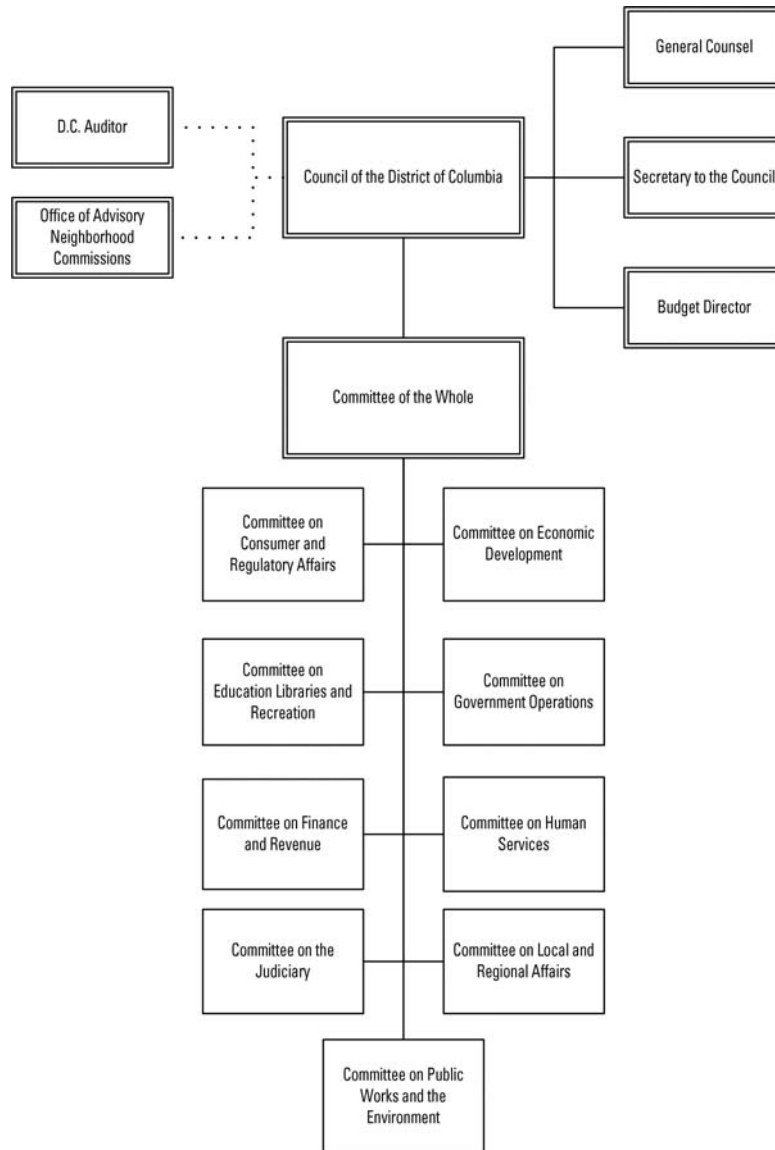 General Counsel
D.C. Auditor
Council of the District of Columbia
Secretary to the Council
Office of Advisory
Neighborhood
Commissions
Budget Director
Committee of the Whole
Committee on
Consumer and
Regulatory Affairs
Committee on Economic
Development
Committee on
Education Libraries and
Recreation
Committee on
Government Operations
Committee on Finance
and Revenue
Committee on Human
Services
Committee on the
Judiciary
Committee on Local and
Regional Affairs
Committee on Public
Works and the
Environment